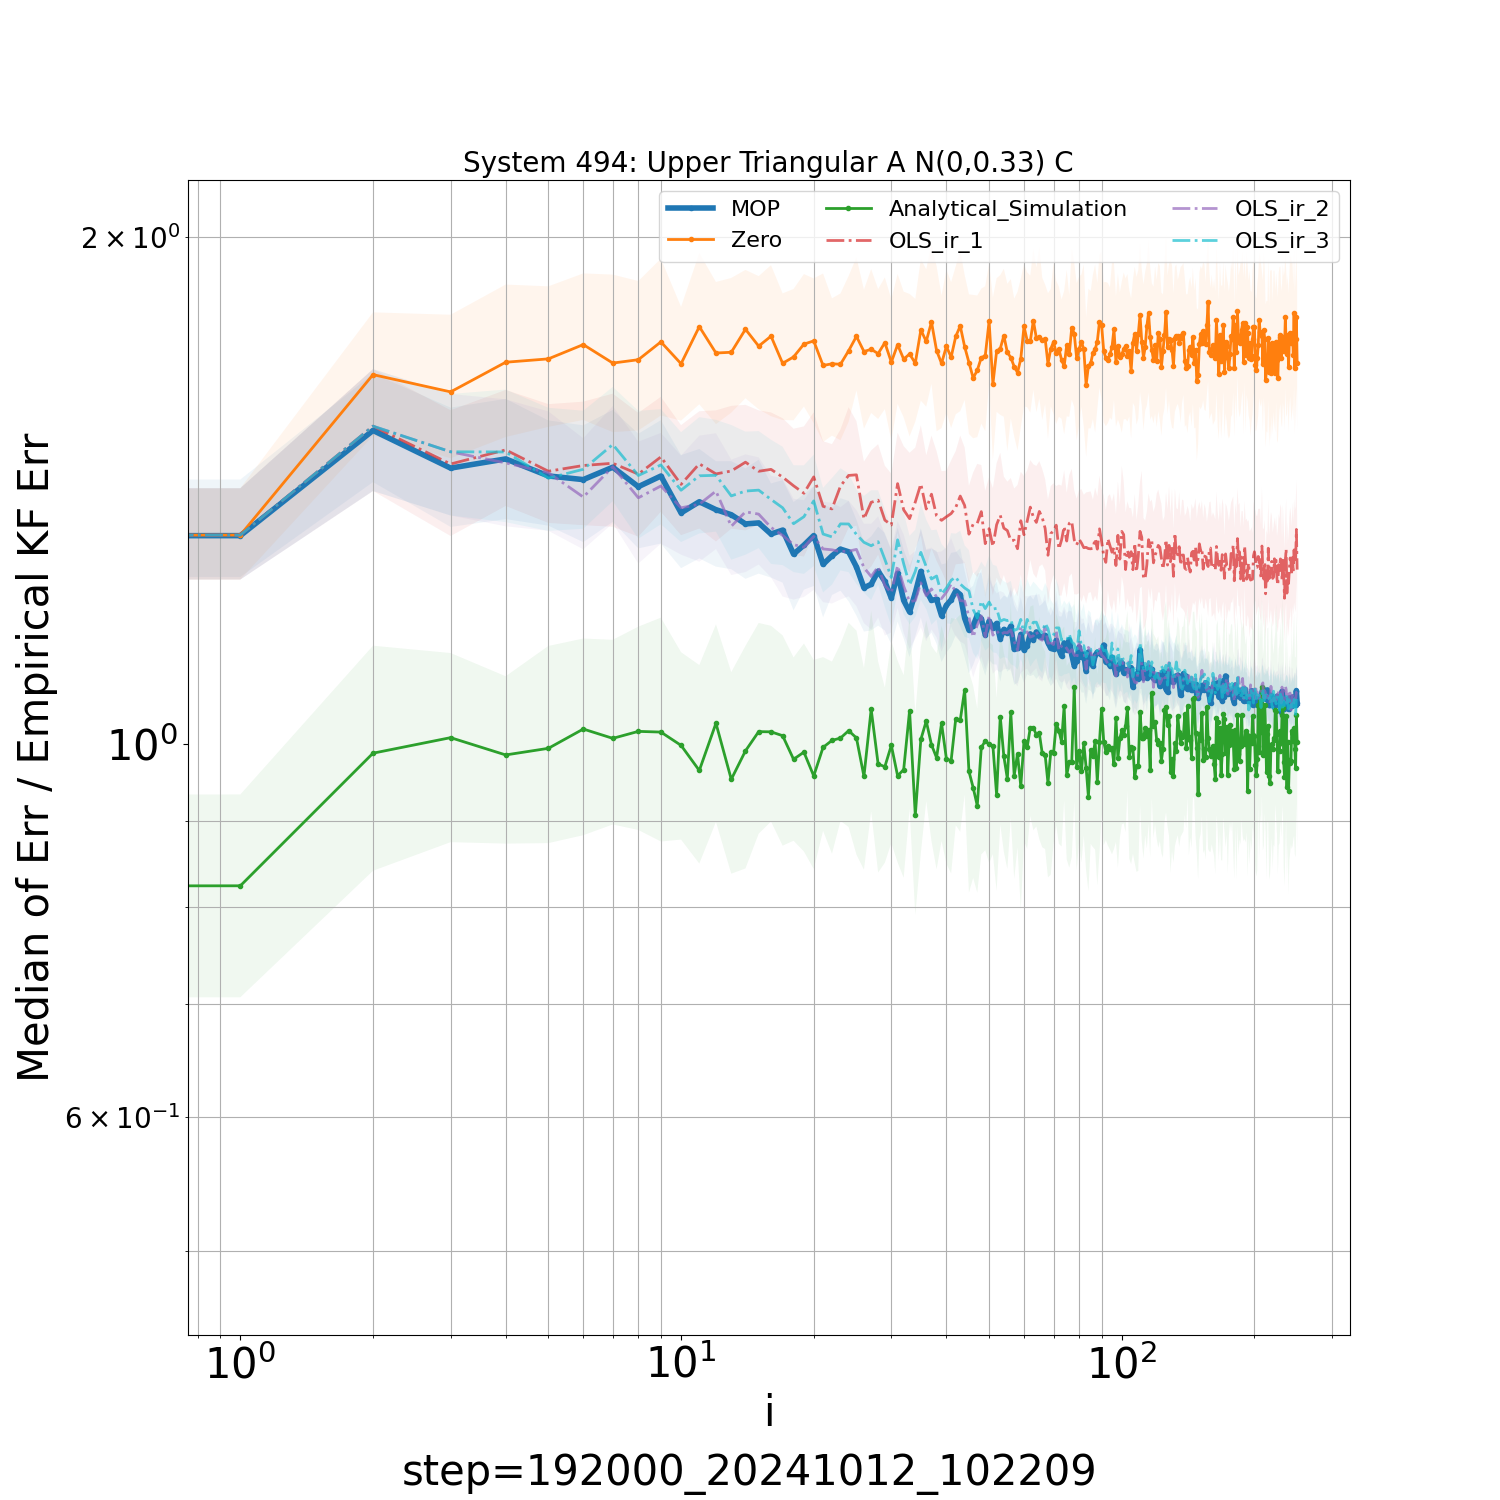 System 494: Upper Triangular A N(0,0.33) C
MOP
Zero
Analytical_Simulation
OLS_ir_1
OLS_ir_2
OLS_ir_3
Median of Err / Empirical KF Err
2 × 10⁰
10⁰
6 × 10⁻¹
10⁰ 10¹ 10²
i
step=192000_20241012_102209